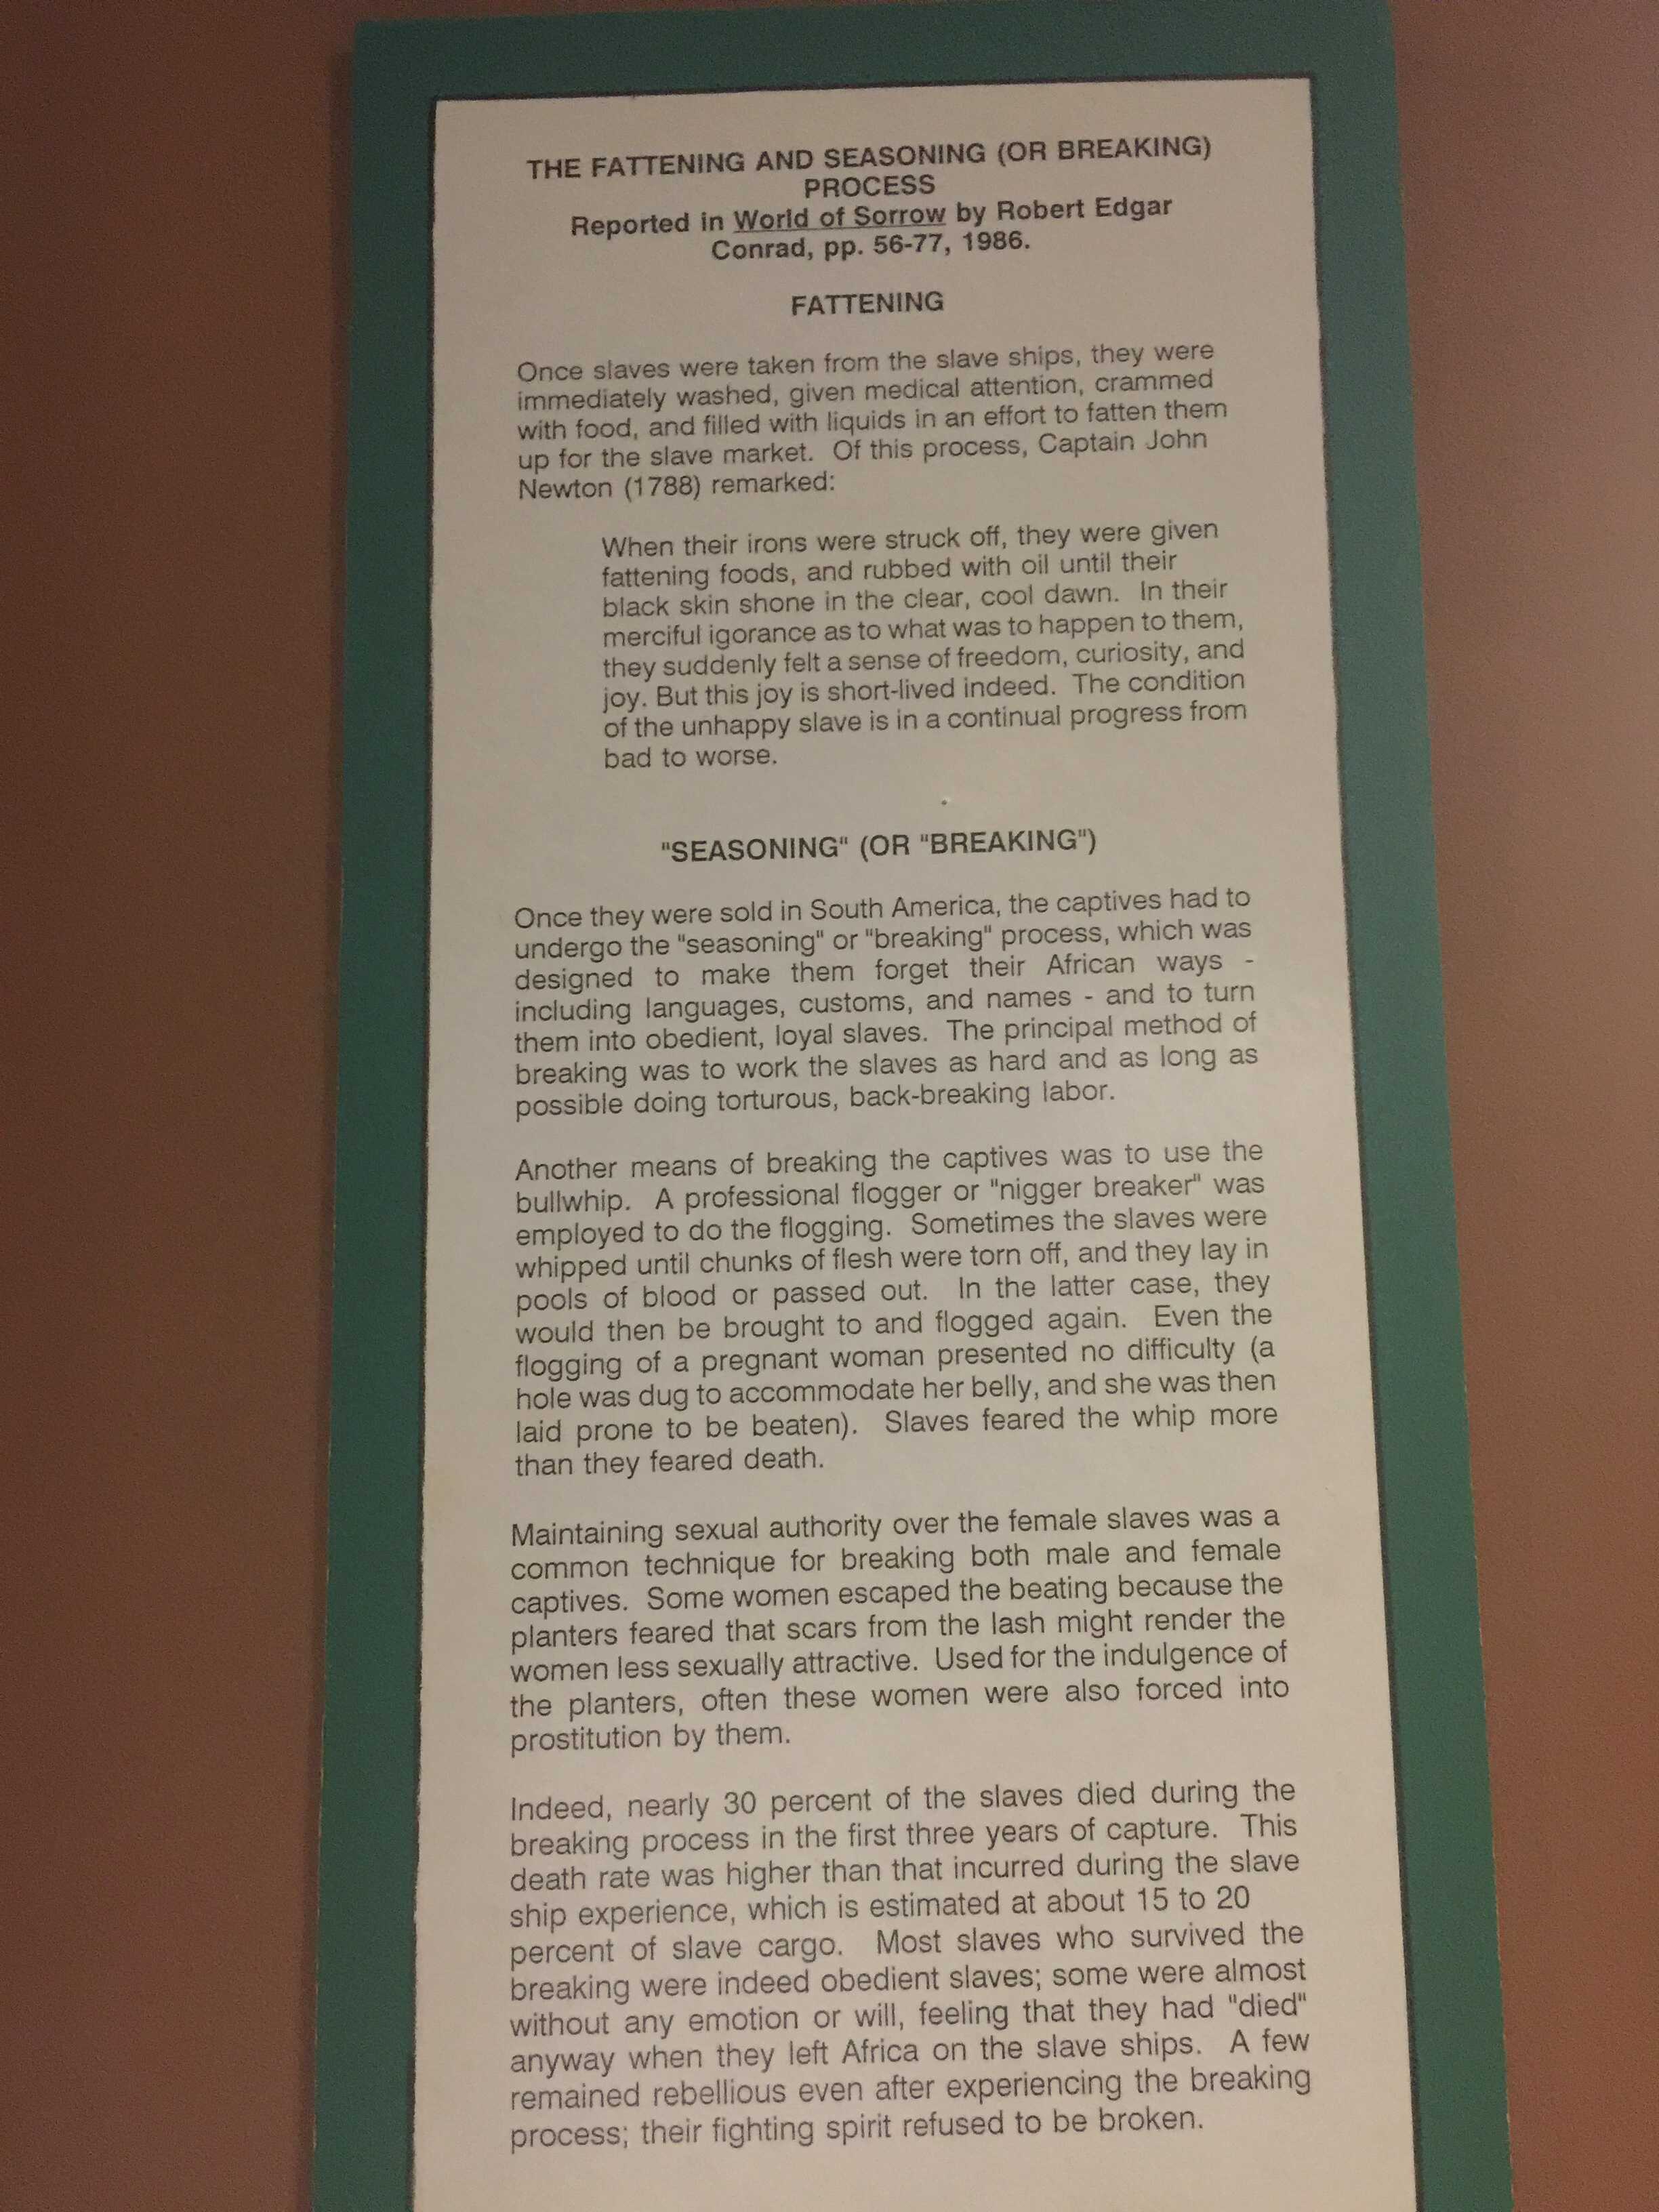 THE FATTENING AND SEASONING (OR BREAKING)
PROCESS
Reported in World of Sorrow by Robert Edgar
Conrad, pp. 56-77, 1986.
FATTENING
Once slaves were taken from the slave ships, they were
immediately washed, given medical attention, crammed
with food, and filled with liquids in an effort to fatten them
up for the slave market. Of this process, Captain John
Newton (1788) remarked:
When their irons were struck off, they were given
fattening foods, and rubbed with oil until their
black skin shone in the clear, cool dawn. In their
merciful igorance as to what was to happen to them,
they suddenly felt a sense of freedom, curiosity, and
joy. But this joy is short-lived indeed. The condition
of the unhappy slave is in a continual progress from
bad to worse.
"SEASONING" (OR "BREAKING")
Once they were sold in South America, the captives had to
undergo the "seasoning" or "breaking" process, which was
designed to make them forget their African ways -
including languages, customs, and names - and to turn
them into obedient, loyal slaves. The principal method of
breaking was to work the slaves as hard and as long as
possible doing torturous, back-breaking labor.
Another means of breaking the captives was to use the
bullwhip. A professional flogger or "nigger breaker" was
employed to do the flogging. Sometimes the slaves were
whipped until chunks of flesh were torn off, and they lay in
pools of blood or passed out. In the latter case, they
would then be brought to and flogged again. Even the
flogging of a pregnant woman presented no difficulty (a
hole was dug to accommodate her belly, and she was then
laid prone to be beaten). Slaves feared the whip more
than they feared death.
Maintaining sexual authority over the female slaves was a
common technique for breaking both male and female
captives. Some women escaped the beating because the
planters feared that scars from the lash might render the
women less sexually attractive. Used for the indulgence of
the planters, often these women were also forced into
prostitution by them.
Indeed, nearly 30 percent of the slaves died during the
breaking process in the first three years of capture. This
death rate was higher than that incurred during the slave
ship experience, which is estimated at about 15 to 20
percent of slave cargo. Most slaves who survived the
breaking were indeed obedient slaves; some were almost
without any emotion or will, feeling that they had "died"
anyway when they left Africa on the slave ships. A few
remained rebellious even after experiencing the breaking
process; their fighting spirit refused to be broken.